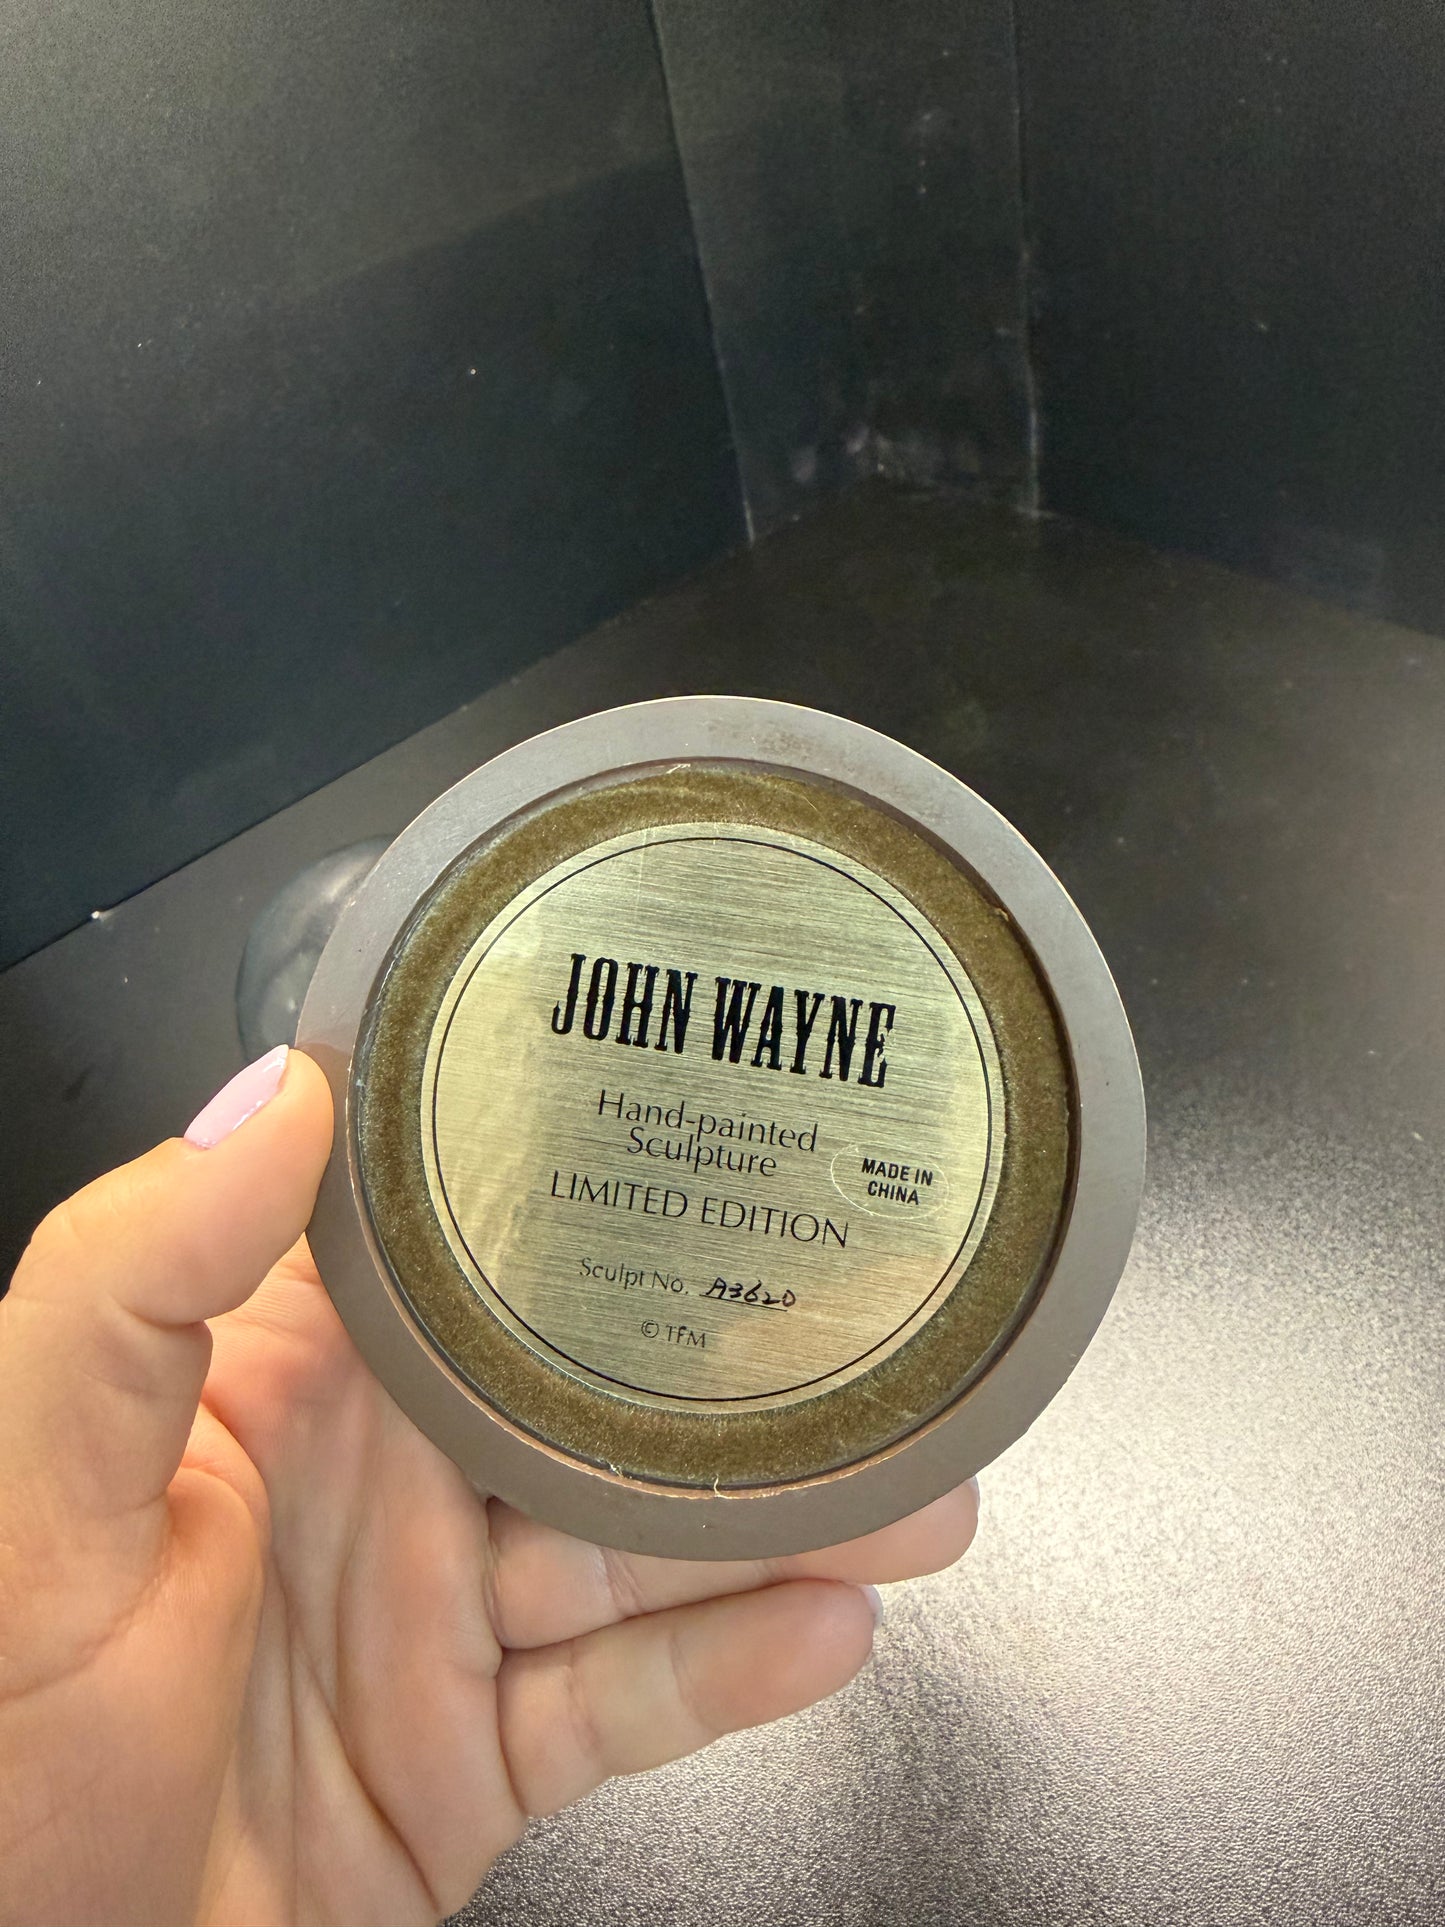 JOHN WAYNE
Hand-painted
Sculpture
MADE IN
CHINA
LIMITED EDITION
Sculpt No. A3620
© TFM